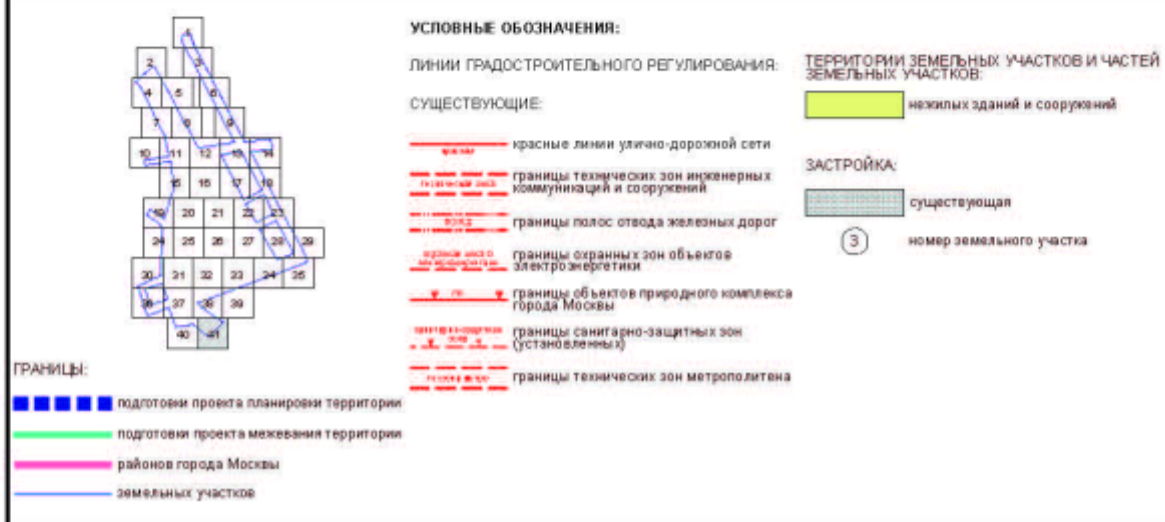 1
2 3
4 5 6
7 8 9
10 11 12 13 14
15 16 17 18
19 20 21 22 23
24 25 26 27 28 29
30 31 32 33 34 35
36 37 38 39
40 41
ГРАНИЦЫ:
подготовки проекта планировки территории
подготовки проекта межевания территории
районов города Москвы
земельных участков
УСЛОВНЫЕ ОБОЗНАЧЕНИЯ:
ЛИНИИ ГРАДОСТРОИТЕЛЬНОГО РЕГУЛИРОВАНИЯ:
СУЩЕСТВУЮЩИЕ:
красные линии улично-дорожной сети
границы технических зон инженерных
коммуникаций и сооружений
границы полос отвода железных дорог
границы охранных зон объектов
электроэнергетики
границы объектов природного комплекса
города Москвы
границы санитарно-защитных зон
(установленных)
границы технических зон метрополитена
ТЕРРИТОРИИ ЗЕМЕЛЬНЫХ УЧАСТКОВ И ЧАСТЕЙ
ЗЕМЕЛЬНЫХ УЧАСТКОВ:
нежилых зданий и сооружений
ЗАСТРОЙКА:
существующая
3 номер земельного участка